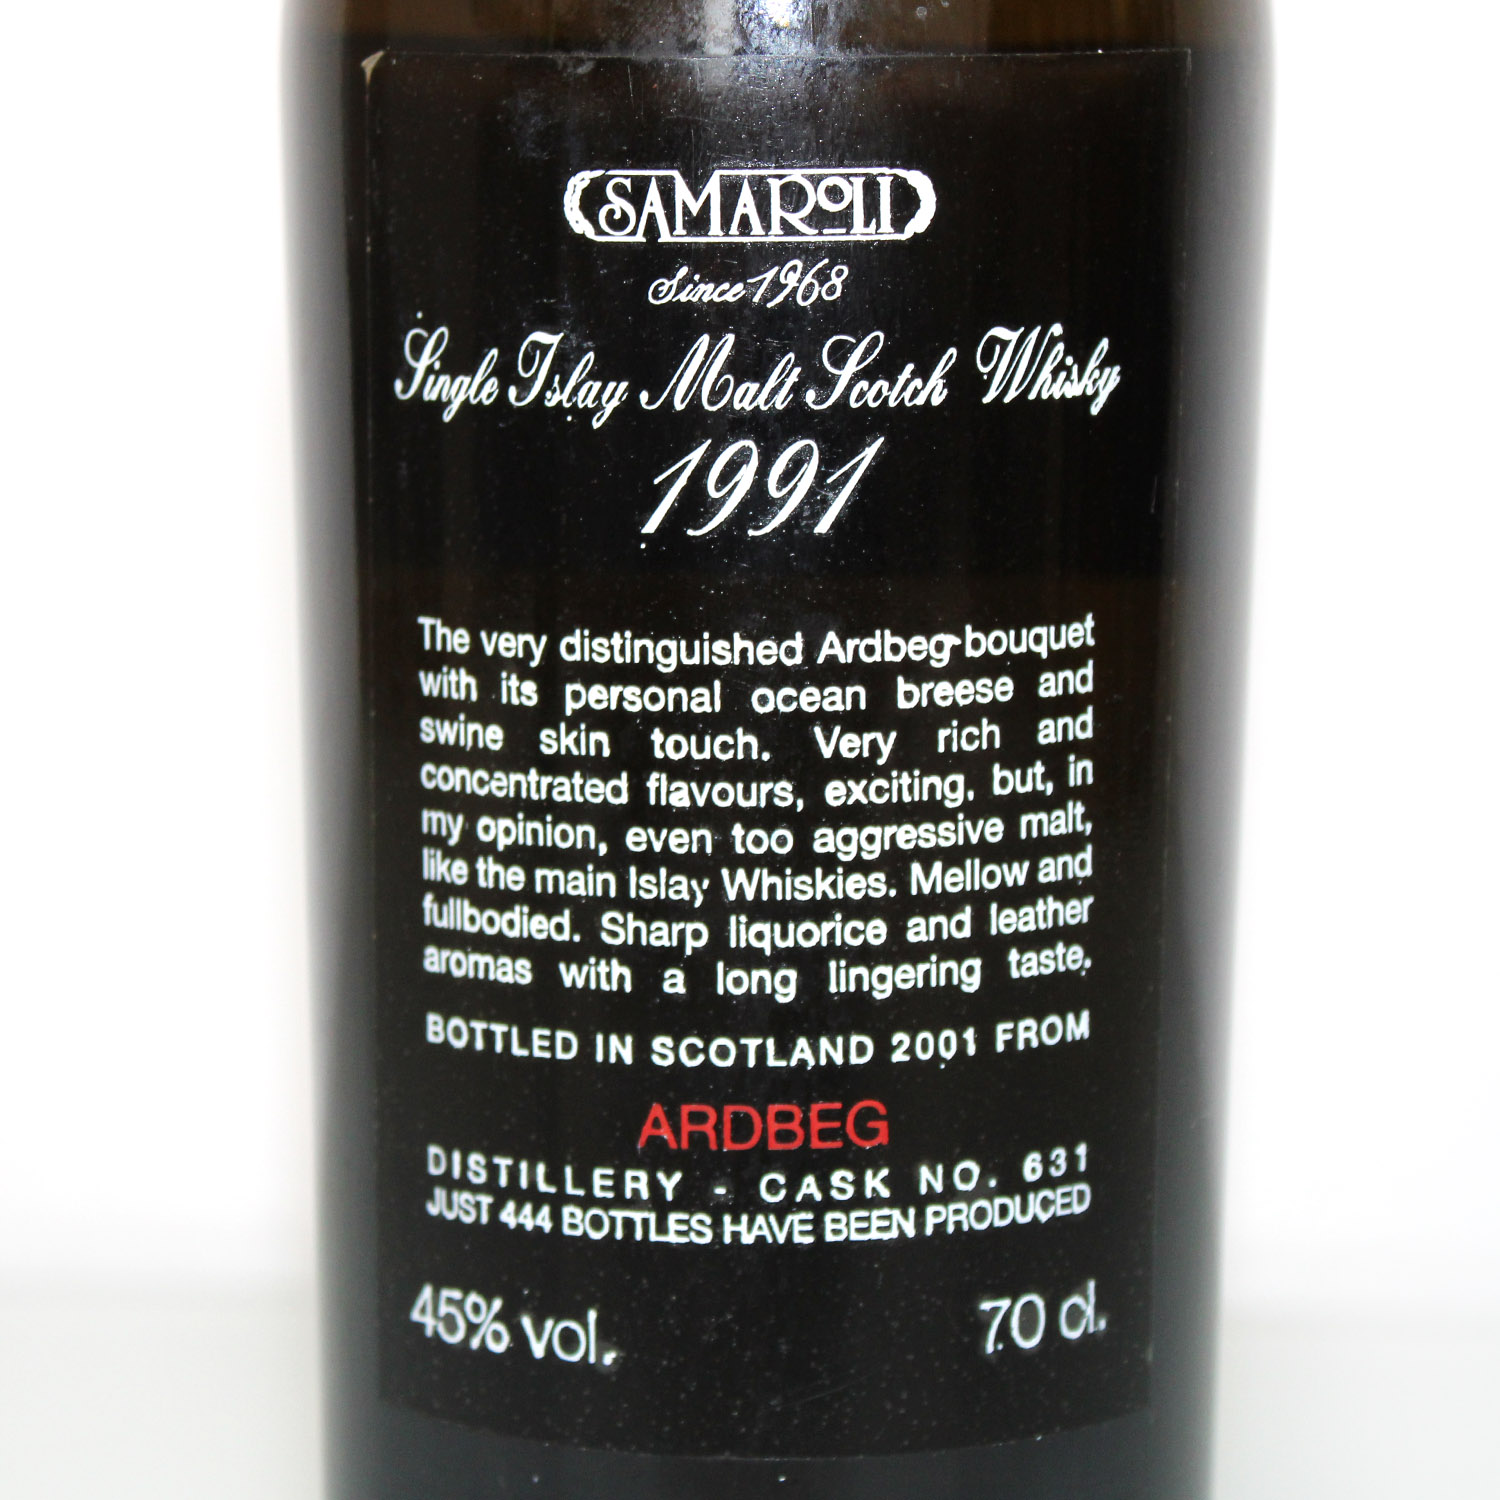 SAMAROLI
Since 1968
Single Islay Malt Scotch Whisky
1991
The very distinguished Ardbeg bouquet
with its personal ocean breese and
swine skin touch. Very rich and
concentrated flavours, exciting, but, in
my opinion, even too aggressive malt,
like the main Islay Whiskies. Mellow and
fullbodied. Sharp liquorice and leather
aromas with a long lingering taste.
BOTTLED IN SCOTLAND 2001 FROM
ARDBEG
DISTILLERY - CASK NO. 631
JUST 444 BOTTLES HAVE BEEN PRODUCED
45% vol. 70 cl.